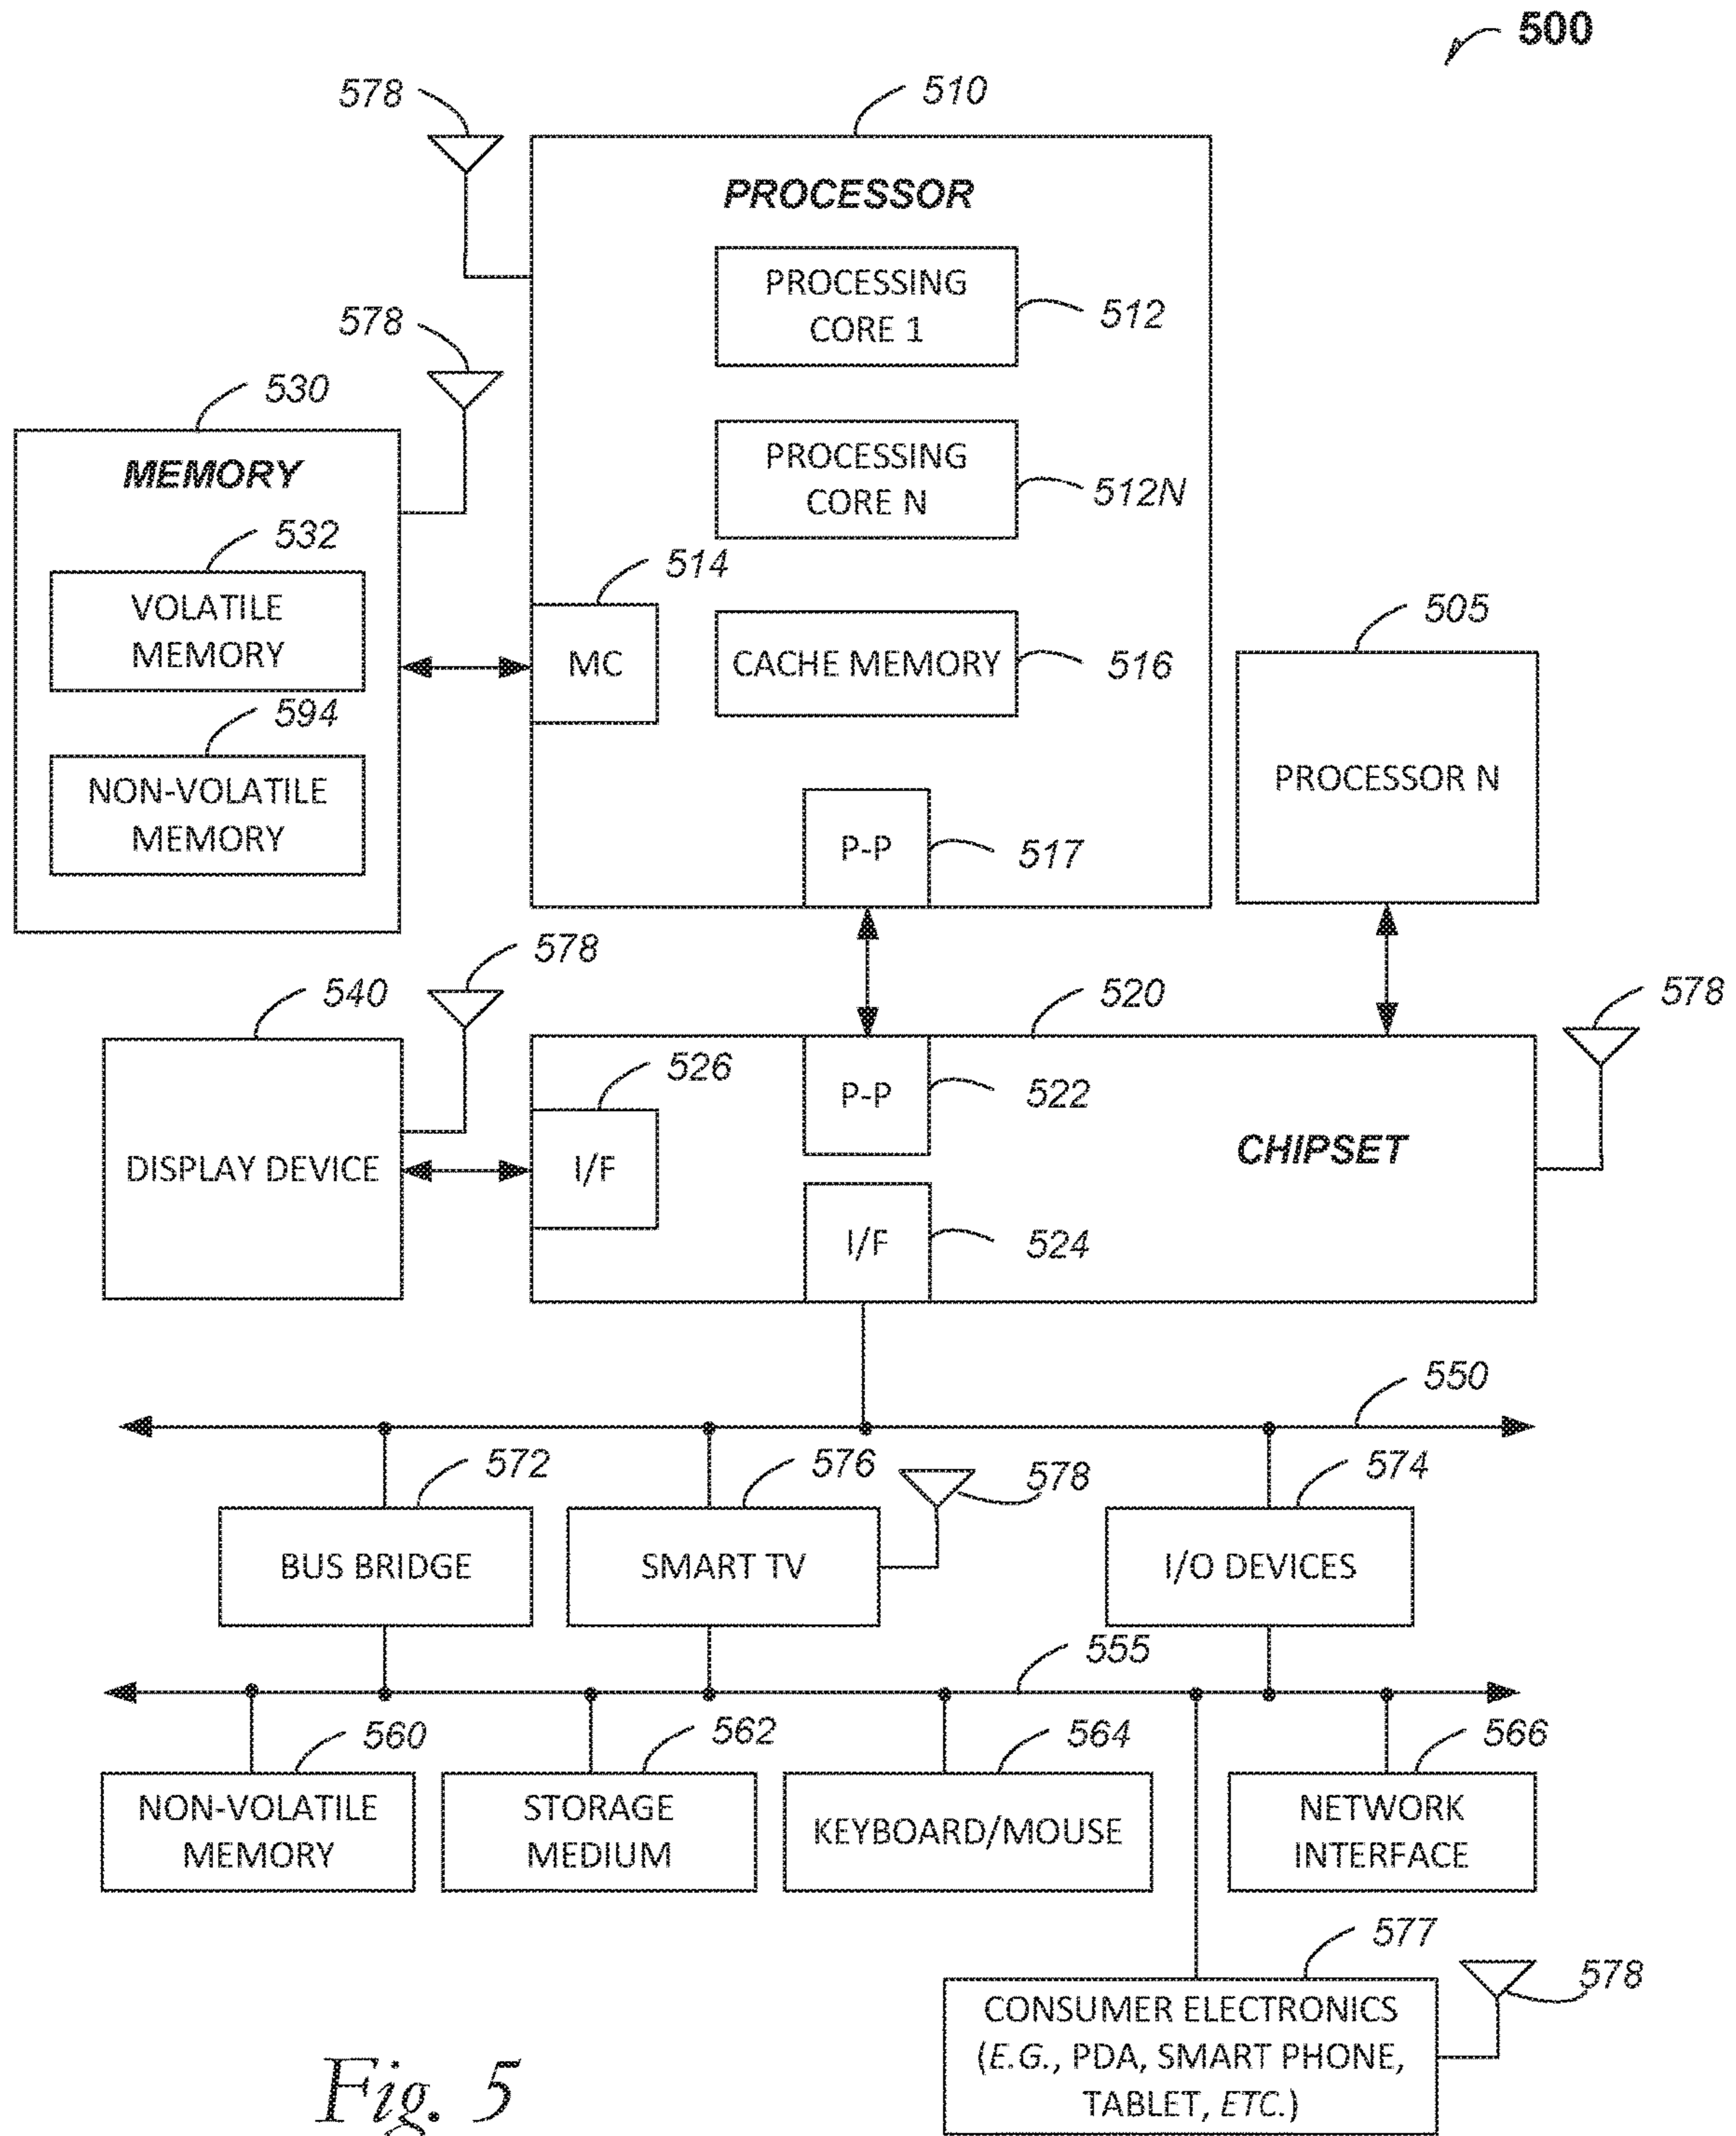 500
578
510
PROCESSOR
PROCESSING
CORE 1
512
578
530
MEMORY
PROCESSING
CORE N
512N
532
VOLATILE
MEMORY
514
MC
CACHE MEMORY
516
505
PROCESSOR N
594
NON-VOLATILE
MEMORY
P-P
517
578
540
DISPLAY DEVICE
520
578
526
I/F
P-P
522
CHIPSET
I/F
524
550
572
BUS BRIDGE
576
SMART TV
578
574
I/O DEVICES
555
560
NON-VOLATILE
MEMORY
562
STORAGE
MEDIUM
564
KEYBOARD/MOUSE
566
NETWORK
INTERFACE
577
578
CONSUMER ELECTRONICS
(E.G., PDA, SMART PHONE,
TABLET, ETC.)
Fig. 5